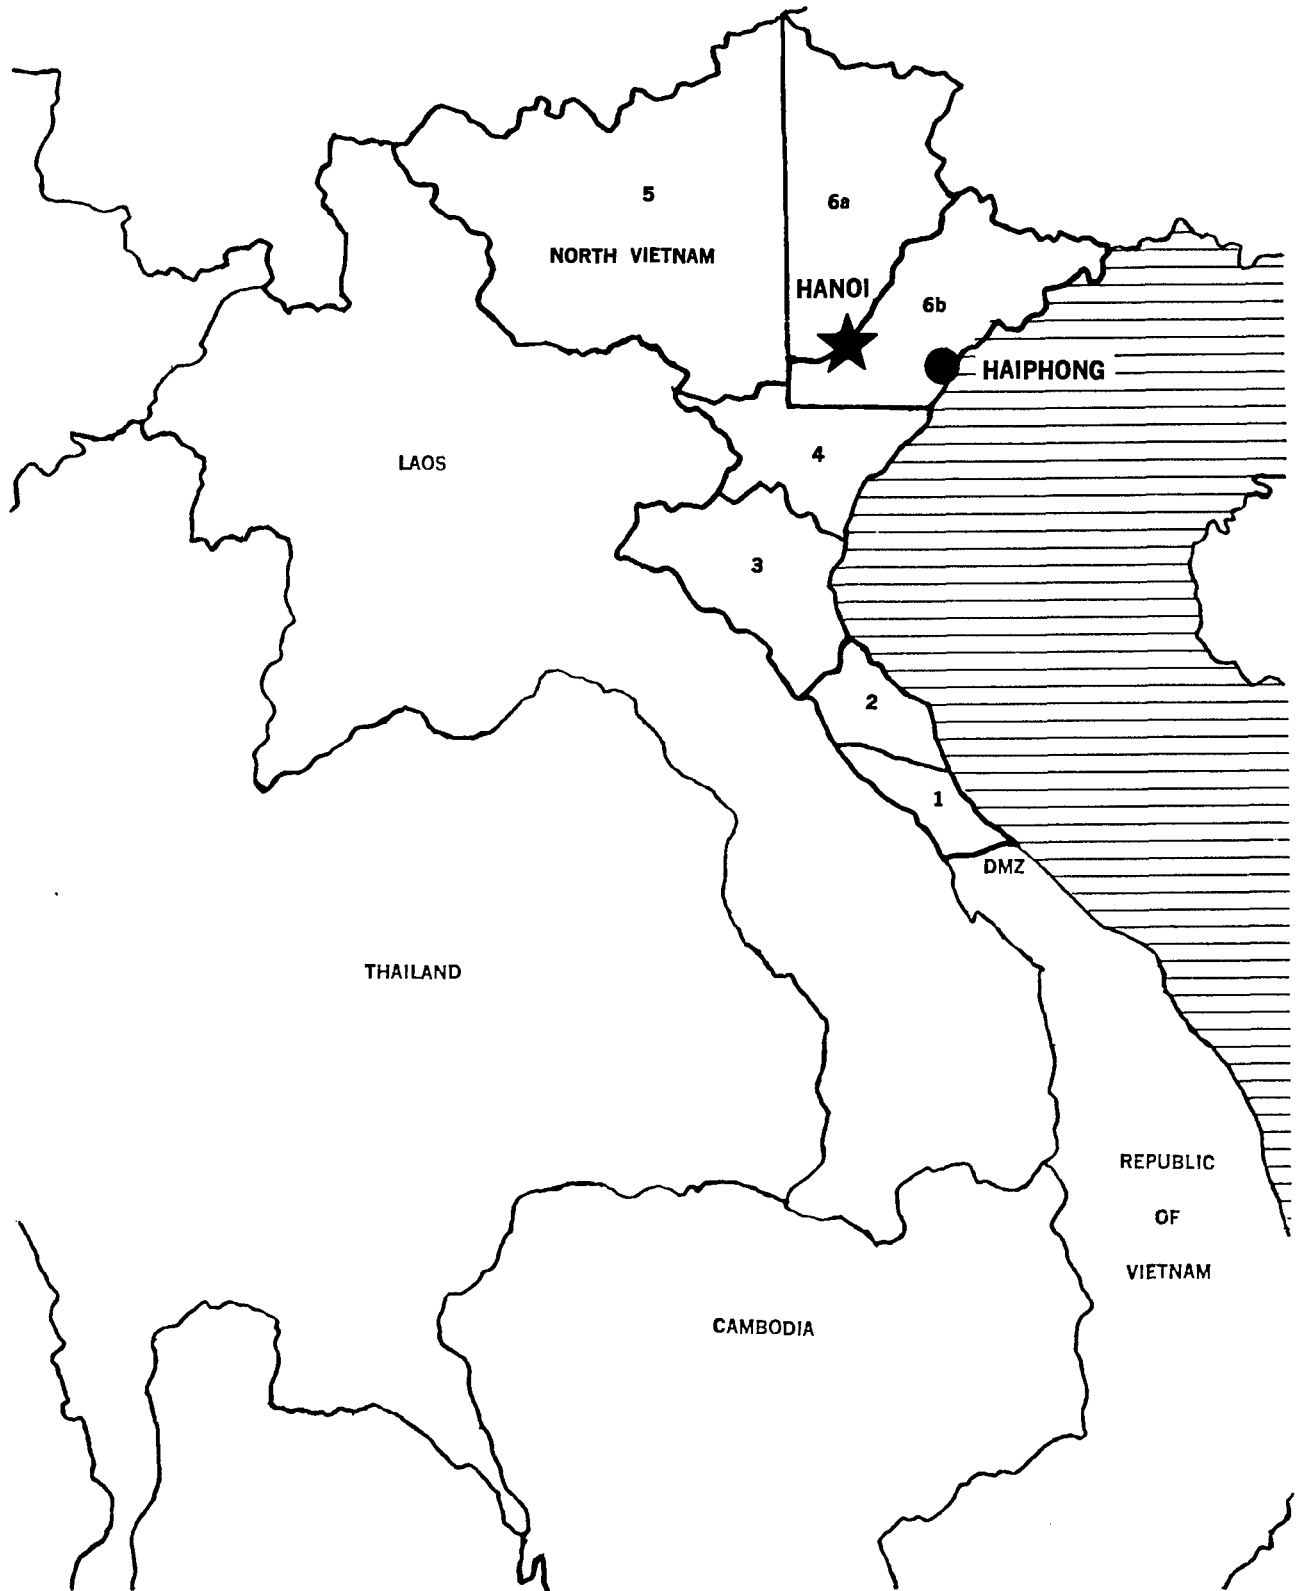 5
6a
NORTH VIETNAM
HANOI
6b
HAIPHONG
4
LAOS
3
2
1
DMZ
THAILAND
REPUBLIC
OF
VIETNAM
CAMBODIA